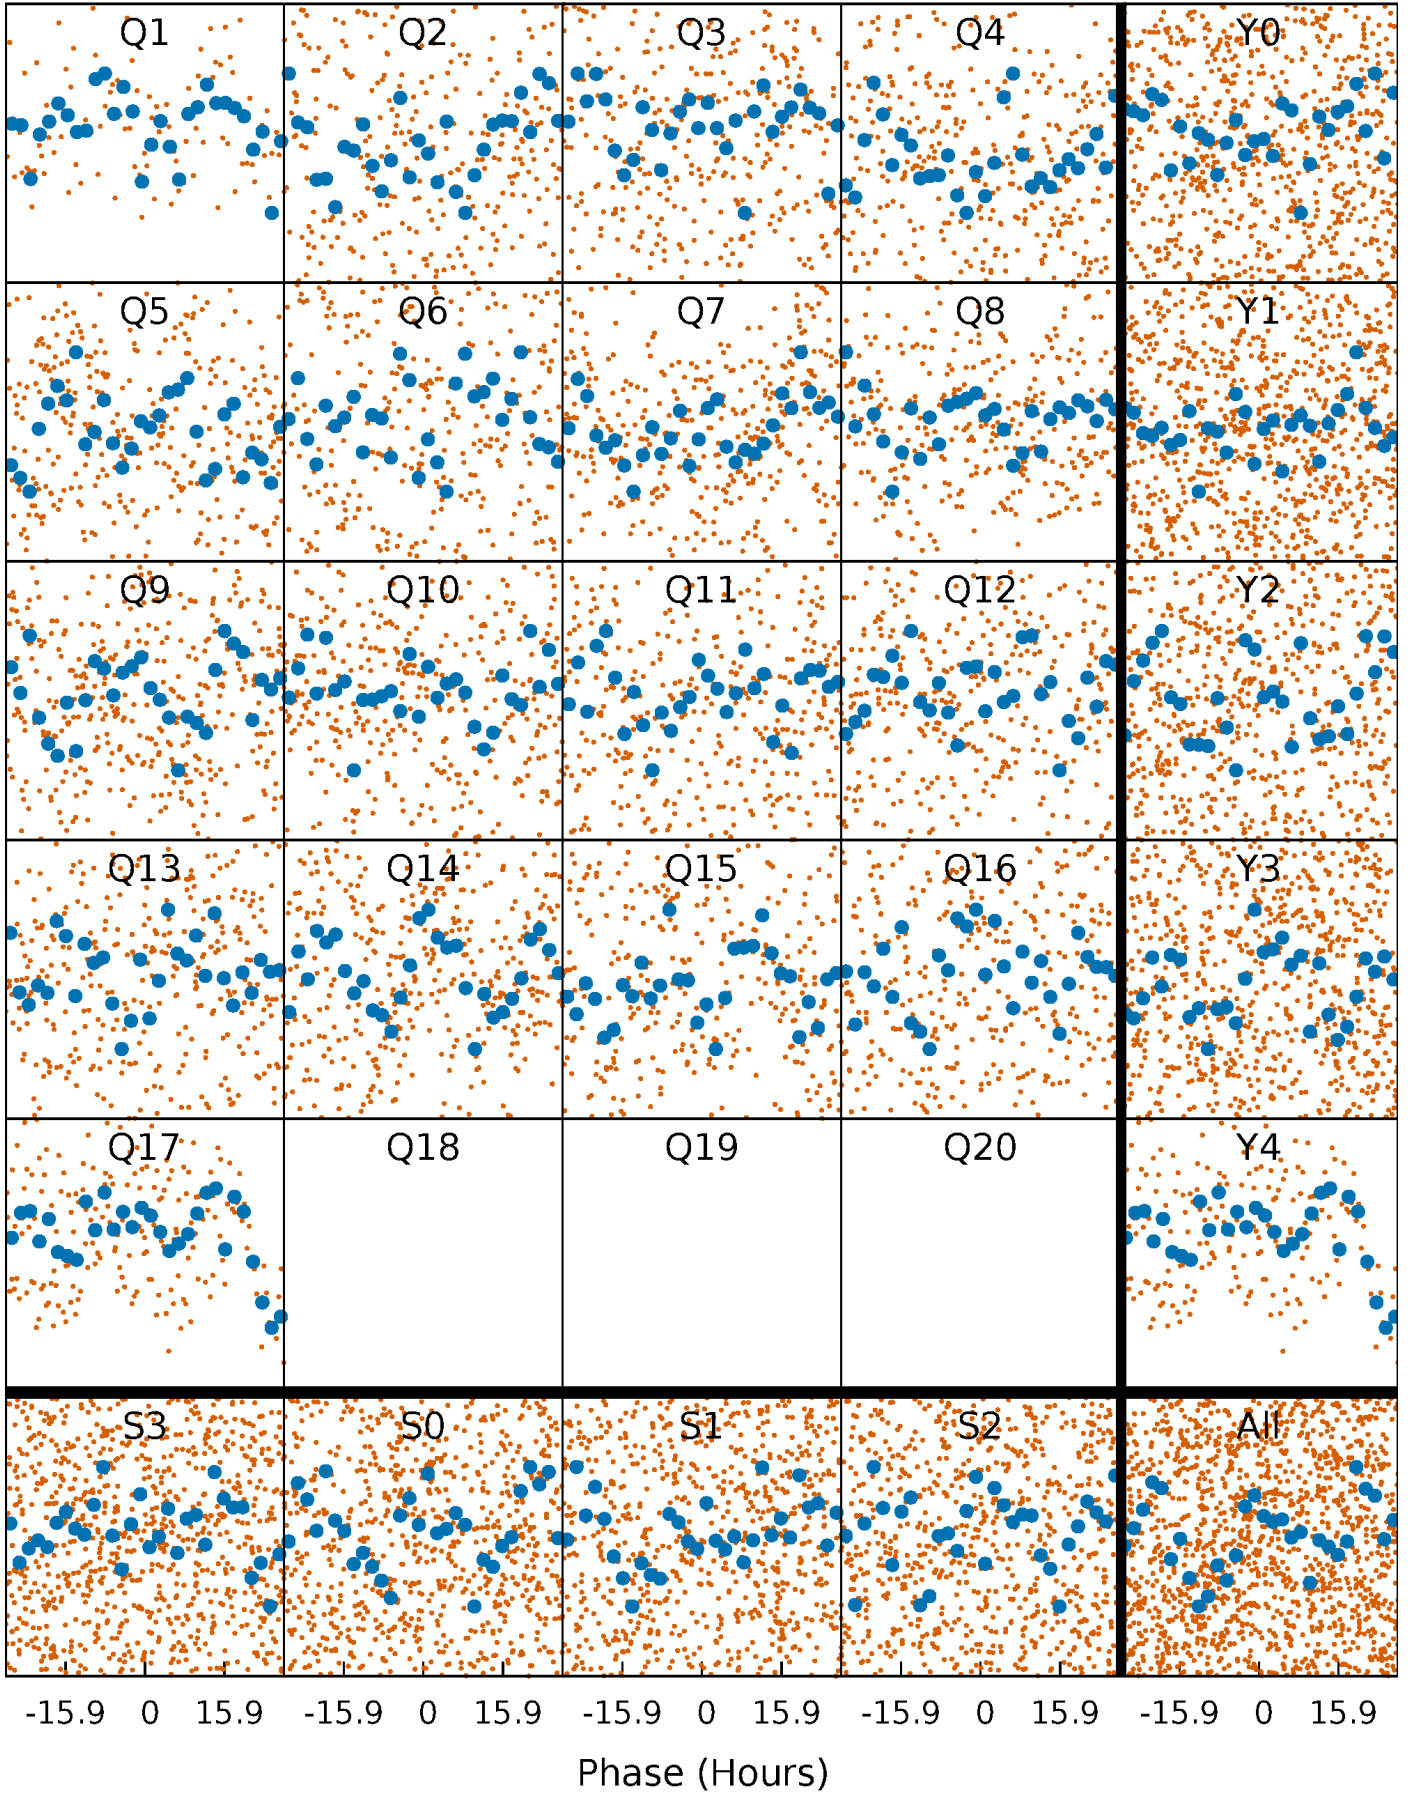 Q1 Q2 Q3 Q4 Y0
Q5 Q6 Q7 Q8 Y1
Q9 Q10 Q11 Q12 Y2
Q13 Q14 Q15 Q16 Y3
Q17 Q18 Q19 Q20 Y4
S3 S0 S1 S2 All
-15.9 0 15.9 -15.9 0 15.9 -15.9 0 15.9 -15.9 0 15.9 -15.9 0 15.9
Phase (Hours)